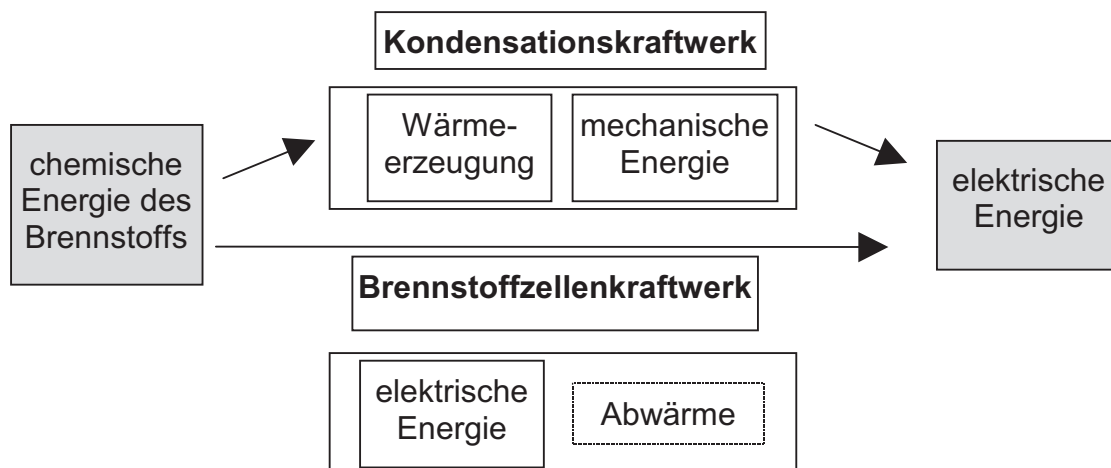 Kondensationskraftwerk
Wärme-
erzeugung
mechanische
Energie
chemische
Energie des
Brennstoffs
elektrische
Energie
Brennstoffzellenkraftwerk
elektrische
Energie
Abwärme